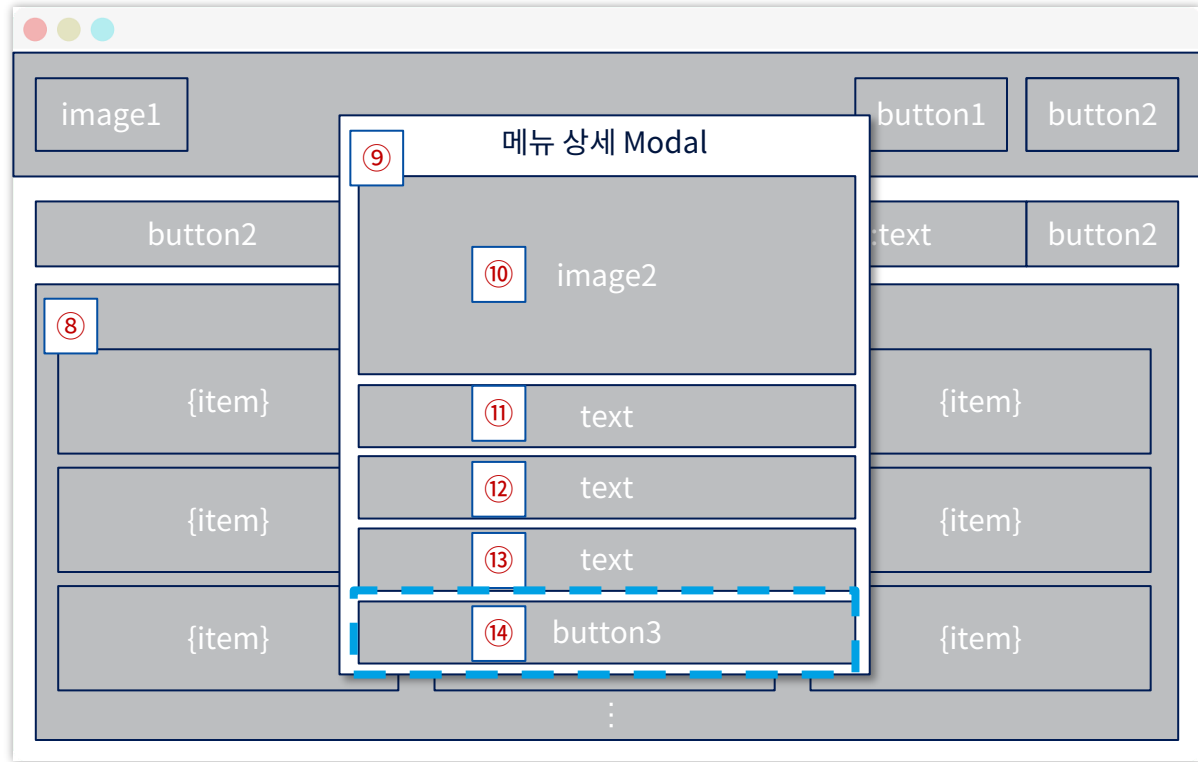 image1
button1
button2
메뉴 상세 Modal
⑨
button2
:text
button2
⑩ image2
⑧
{item}
⑪ text
{item}
{item}
⑫ text
{item}
⑬ text
{item}
⑭ button3
{item}
⋮